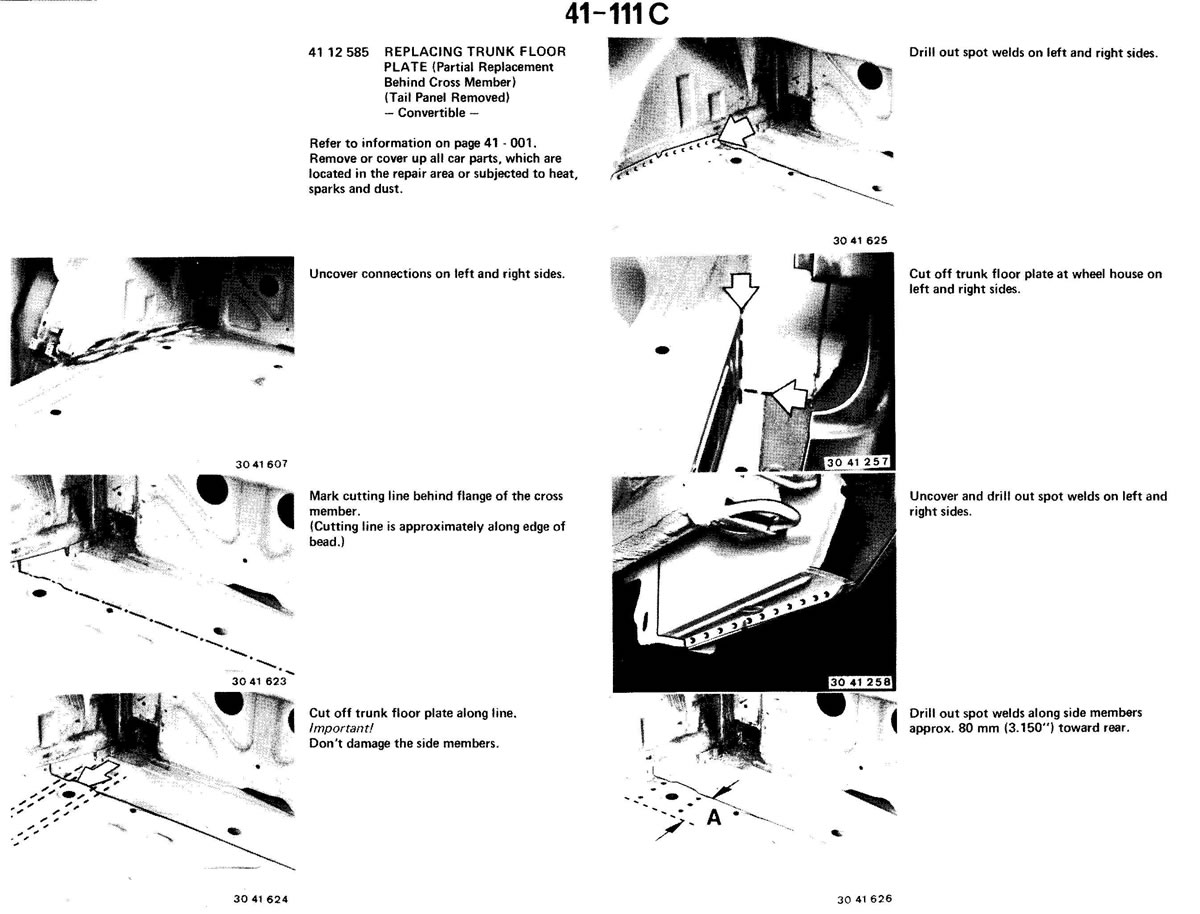 41-111 C
41 12 585 REPLACING TRUNK FLOOR
PLATE (Partial Replacement
Behind Cross Member)
(Tail Panel Removed)
– Convertible –
Refer to information on page 41 - 001.
Remove or cover up all car parts, which are
located in the repair area or subjected to heat,
sparks and dust.
Uncover connections on left and right sides.
30 41 607
Mark cutting line behind flange of the cross
member.
(Cutting line is approximately along edge of
bead.)
30 41 623
Cut off trunk floor plate along line.
Important!
Don't damage the side members.
30 41 624
Drill out spot welds on left and right sides.
30 41 625
Cut off trunk floor plate at wheel house on
left and right sides.
30 41 257
Uncover and drill out spot welds on left and
right sides.
30 41 258
Drill out spot welds along side members
approx. 80 mm (3.150'') toward rear.
A
30 41 626